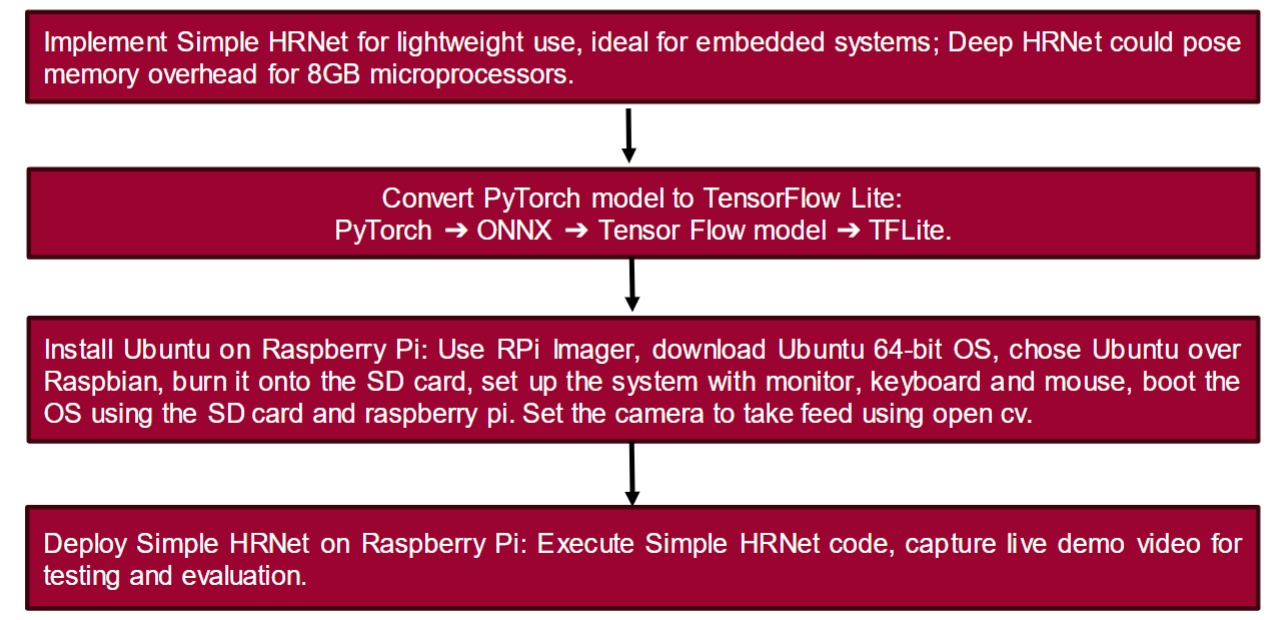 Implement Simple HRNet for lightweight use, ideal for embedded systems; Deep HRNet could pose
memory overhead for 8GB microprocessors.
Convert PyTorch model to TensorFlow Lite:
PyTorch ➔ ONNX ➔ Tensor Flow model ➔ TFLite.
Install Ubuntu on Raspberry Pi: Use RPi Imager, download Ubuntu 64-bit OS, chose Ubuntu over
Raspbian, burn it onto the SD card, set up the system with monitor, keyboard and mouse, boot the
OS using the SD card and raspberry pi. Set the camera to take feed using open cv.
Deploy Simple HRNet on Raspberry Pi: Execute Simple HRNet code, capture live demo video for
testing and evaluation.